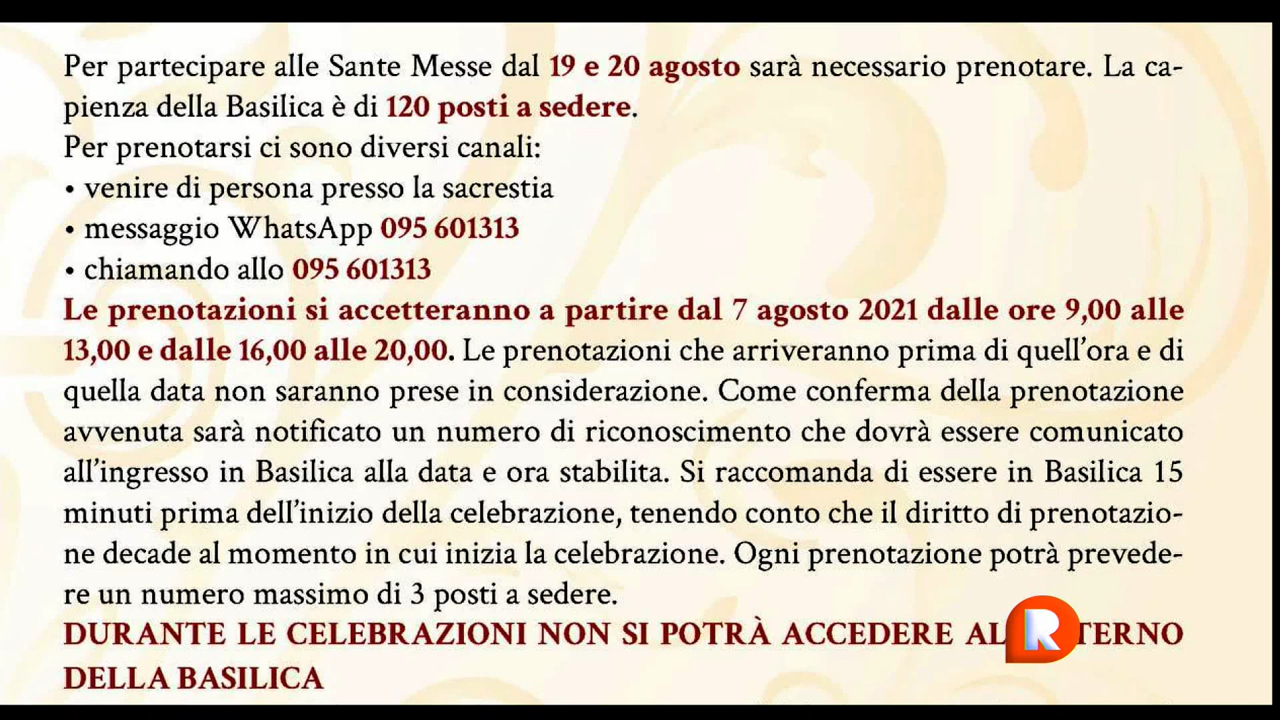 Per partecipare alle Sante Messe dal 19 e 20 agosto sarà necessario prenotare. La ca-
pienza della Basilica è di 120 posti a sedere.
Per prenotarsi ci sono diversi canali:
• venire di persona presso la sacrestia
• messaggio WhatsApp 095 601313
• chiamando allo 095 601313
Le prenotazioni si accetteranno a partire dal 7 agosto 2021 dalle ore 9,00 alle
13,00 e dalle 16,00 alle 20,00. Le prenotazioni che arriveranno prima di quell'ora e di
quella data non saranno prese in considerazione. Come conferma della prenotazione
avvenuta sarà notificato un numero di riconoscimento che dovrà essere comunicato
all'ingresso in Basilica alla data e ora stabilita. Si raccomanda di essere in Basilica 15
minuti prima dell'inizio della celebrazione, tenendo conto che il diritto di prenotazio-
ne decade al momento in cui inizia la celebrazione. Ogni prenotazione potrà prevede-
re un numero massimo di 3 posti a sedere.
DURANTE LE CELEBRAZIONI NON SI POTRÀ ACCEDERE
R
DELLA BASILICA